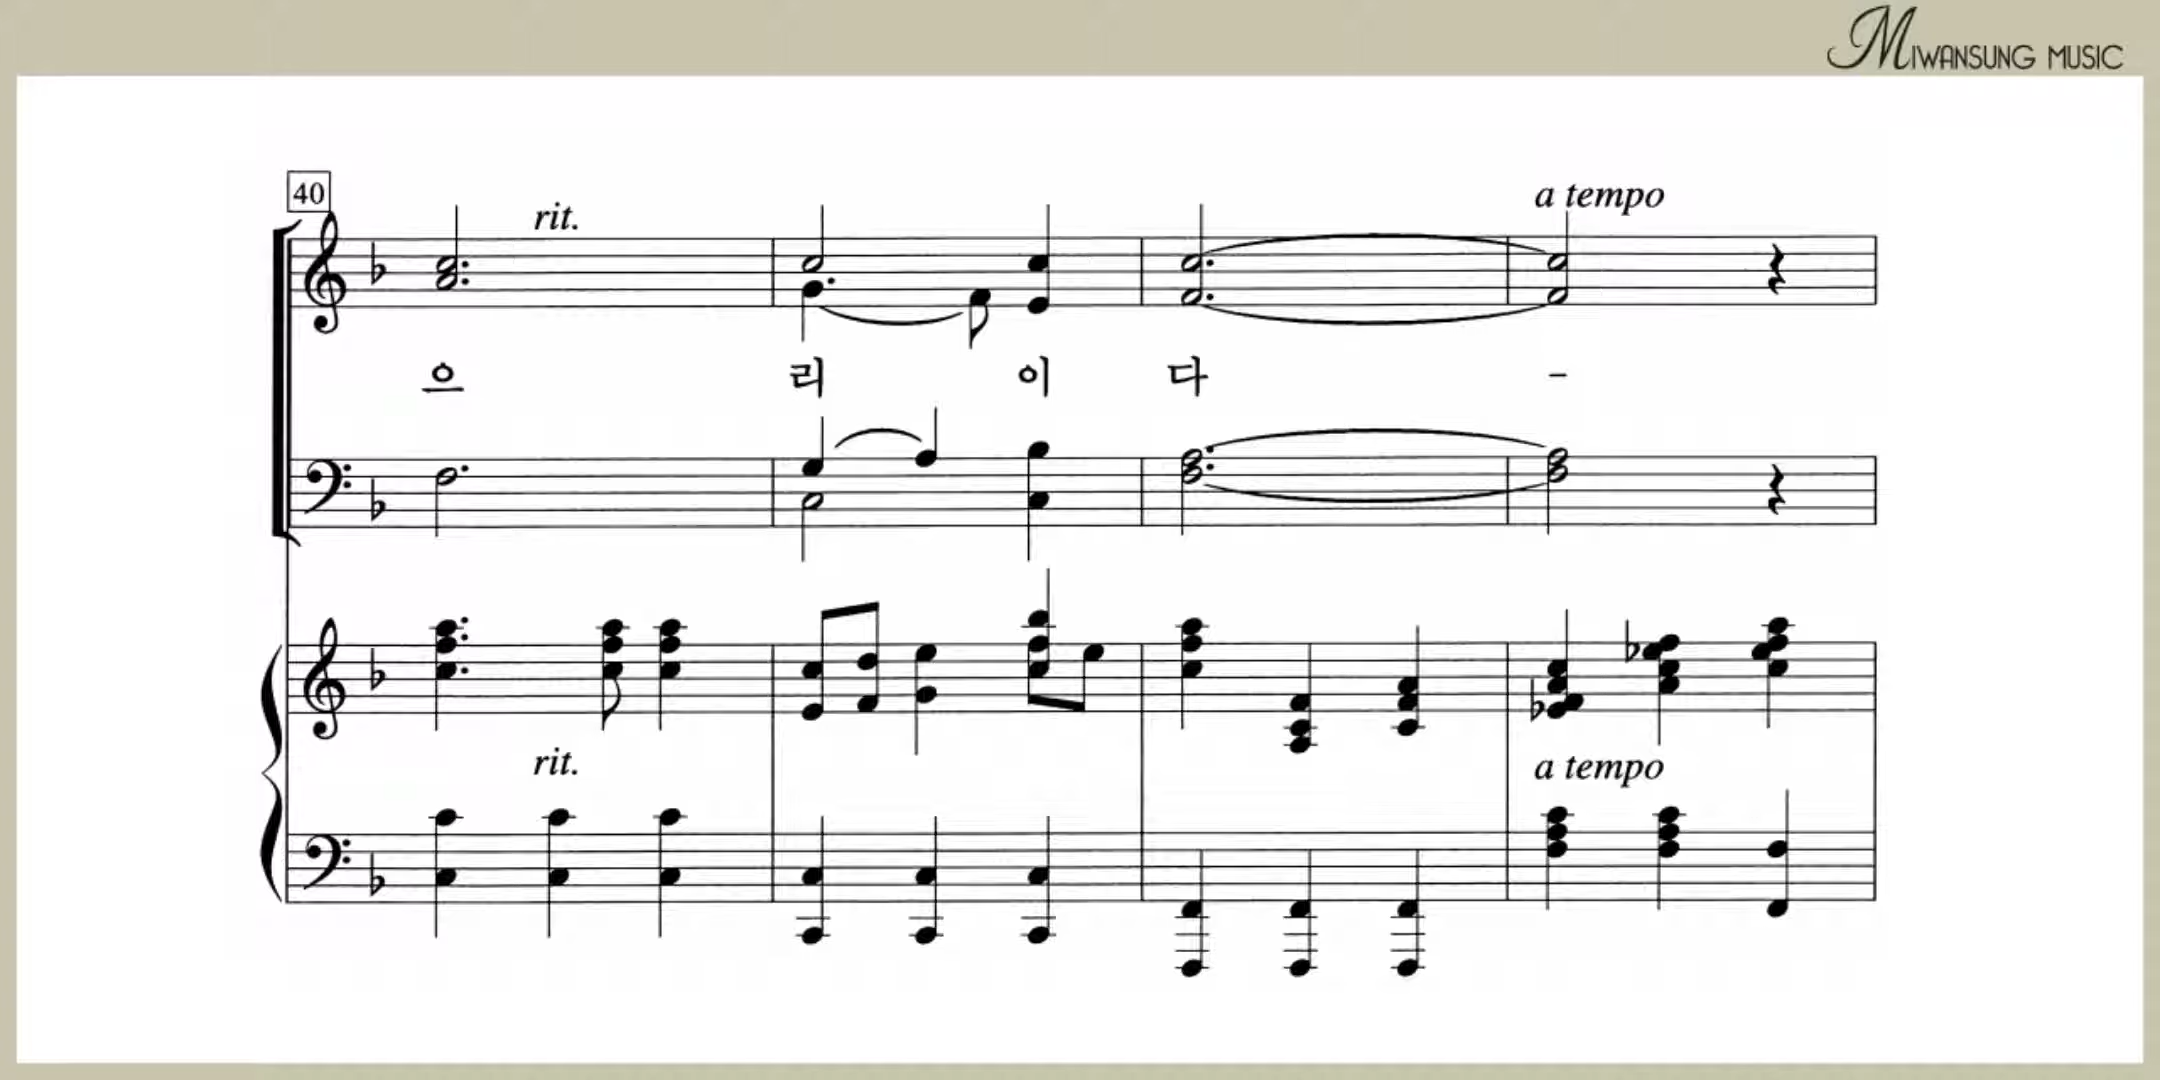 MIWANSUNG MUSIC
40
rit.
a tempo
으 리 이 다 -
rit.
a tempo